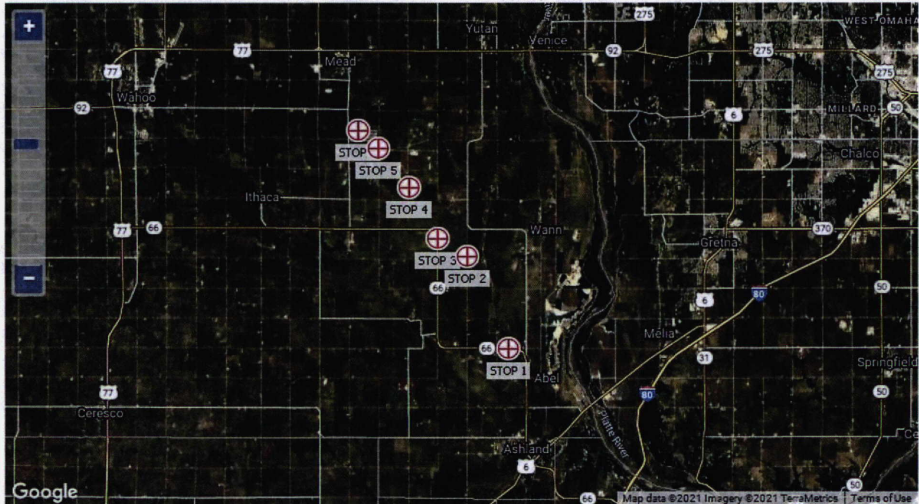 275
Yutan
Venice
WEST OMAHA
77
92
275
77
Mead
275
Wahoo
50
92
6
MILLARD
STOP
Chalco
STOP 5
Ithaca
STOP 4
66
Wann
370
77
Gretna
STOP 3
STOP 2
66
80
50
6
Melia
66
31
Springfield
STOP 1
Abel
77
80
50
Ceresco
Platte River
Ashland
6
50
66
Google
Map data ©2021 Imagery ©2021 TerraMetrics
Terms of Use